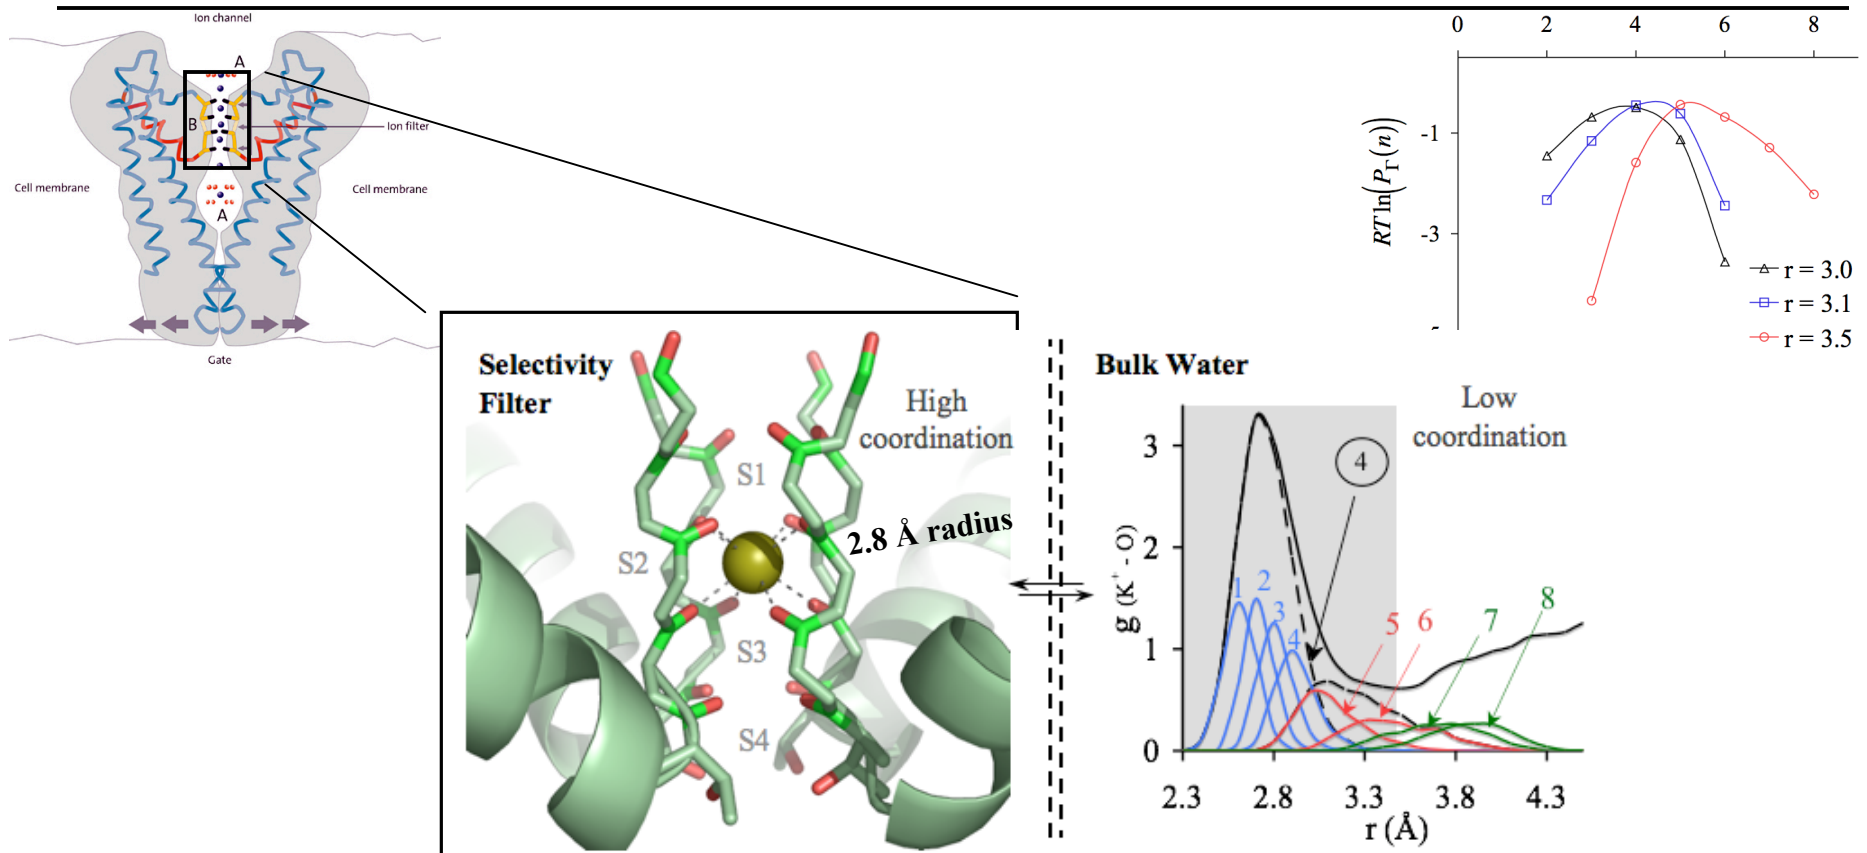 Ion channel
A
B
Ion filter
Cell membrane
Cell membrane
A
Gate
0 2 4 6 8
-1
-3
RT ln(P_Γ(n))
r = 3.0
r = 3.1
r = 3.5
Selectivity
Filter
High
coordination
S1
2.8 Å radius
S2
S3
S4
Bulk Water
Low
coordination
4
3
2
1
0
g (K⁺ - O)
1 2 3 4 5 6 7 8
2.3 2.8 3.3 3.8 4.3
r (Å)